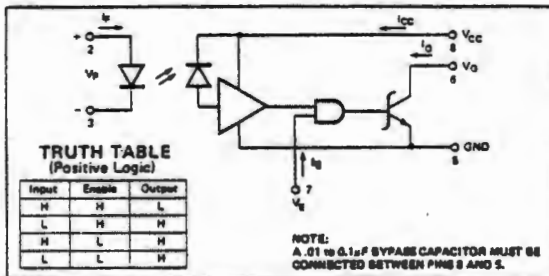 IF
+
2
VF
-
3
ICC
VCC
8
IO
VO
6
GND
5
IE
7
VE
TRUTH TABLE
(Positive Logic)
Input Enable Output
H H L
L H H
H L H
L L H
NOTE:
A .01 to 0.1µF BYPASS CAPACITOR MUST BE
CONNECTED BETWEEN PINS 8 AND 5.